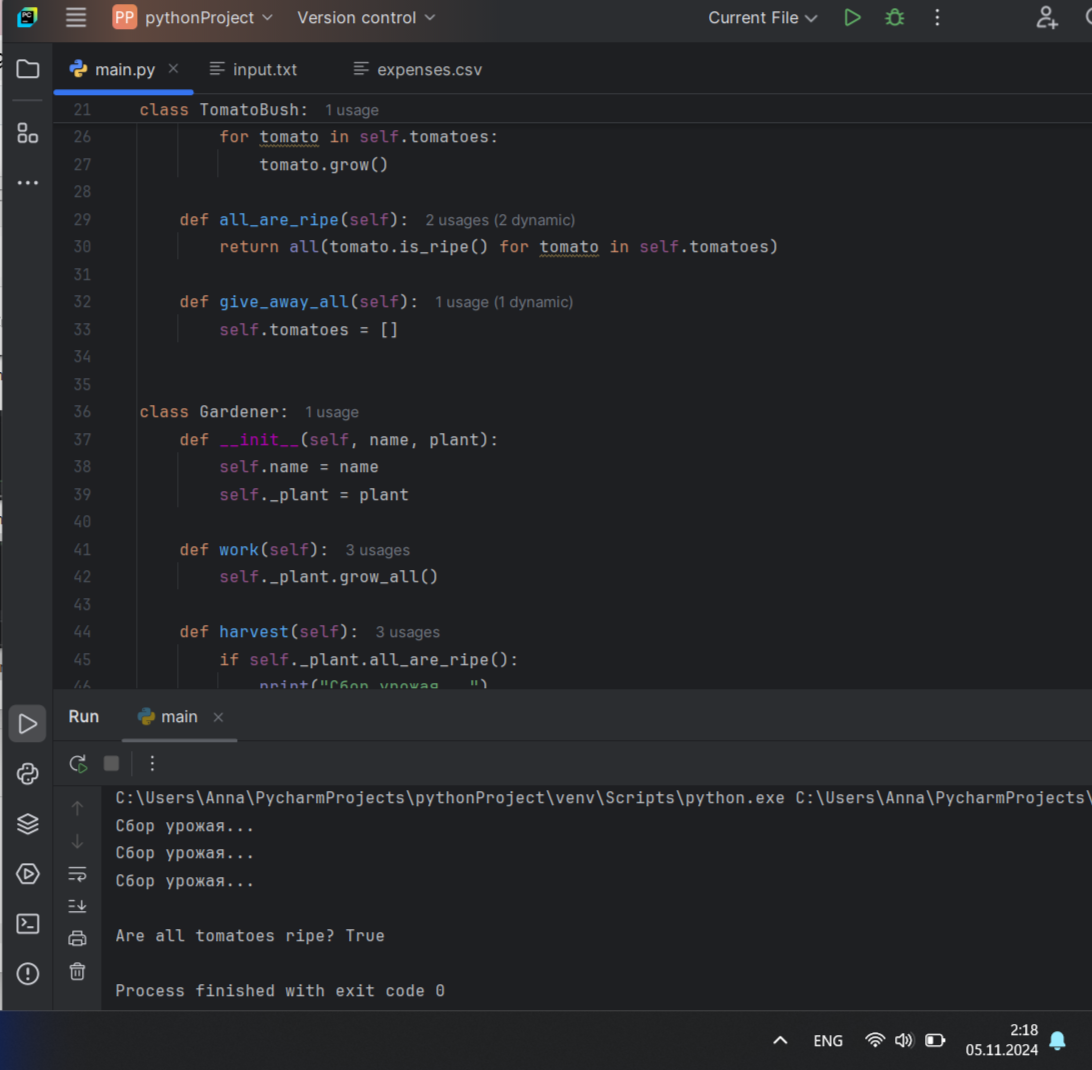 PP pythonProject Version control Current File
main.py input.txt expenses.csv
21 class TomatoBush: 1 usage
26 for tomato in self.tomatoes:
27 tomato.grow()
28
29 def all_are_ripe(self): 2 usages (2 dynamic)
30 return all(tomato.is_ripe() for tomato in self.tomatoes)
31
32 def give_away_all(self): 1 usage (1 dynamic)
33 self.tomatoes = []
34
35
36 class Gardener: 1 usage
37 def __init__(self, name, plant):
38 self.name = name
39 self._plant = plant
40
41 def work(self): 3 usages
42 self._plant.grow_all()
43
44 def harvest(self): 3 usages
45 if self._plant.all_are_ripe():
46 print("Сбор урожая...")
Run main
C:\Users\Anna\PycharmProjects\pythonProject\venv\Scripts\python.exe C:\Users\Anna\PycharmProjects\
Сбор урожая...
Сбор урожая...
Сбор урожая...
Are all tomatoes ripe? True
Process finished with exit code 0
ENG 2:18
05.11.2024